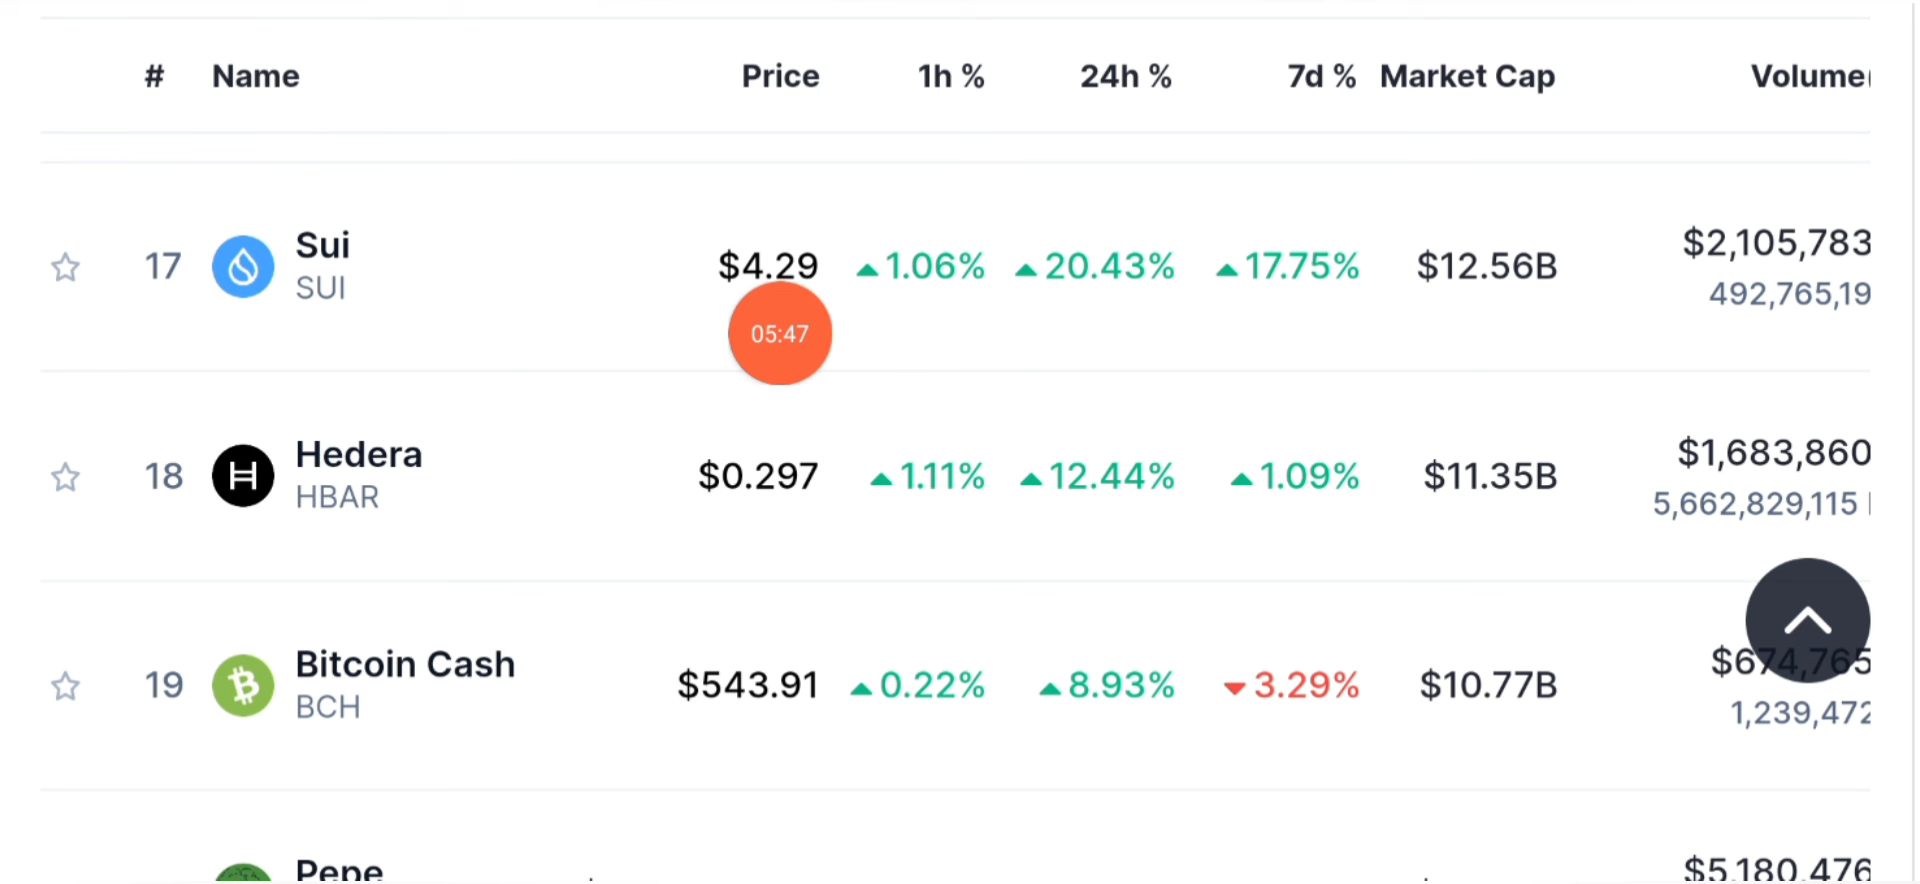 # Name Price 1h % 24h % 7d % Market Cap Volume
17 Sui SUI $4.29 1.06% 20.43% 17.75% $12.56B $2,105,783 492,765,19
05:47
18 Hedera HBAR $0.297 1.11% 12.44% 1.09% $11.35B $1,683,860 5,662,829,115
19 Bitcoin Cash BCH $543.91 0.22% 8.93% 3.29% $10.77B $674,765 1,239,472
Pepe $5,180,476